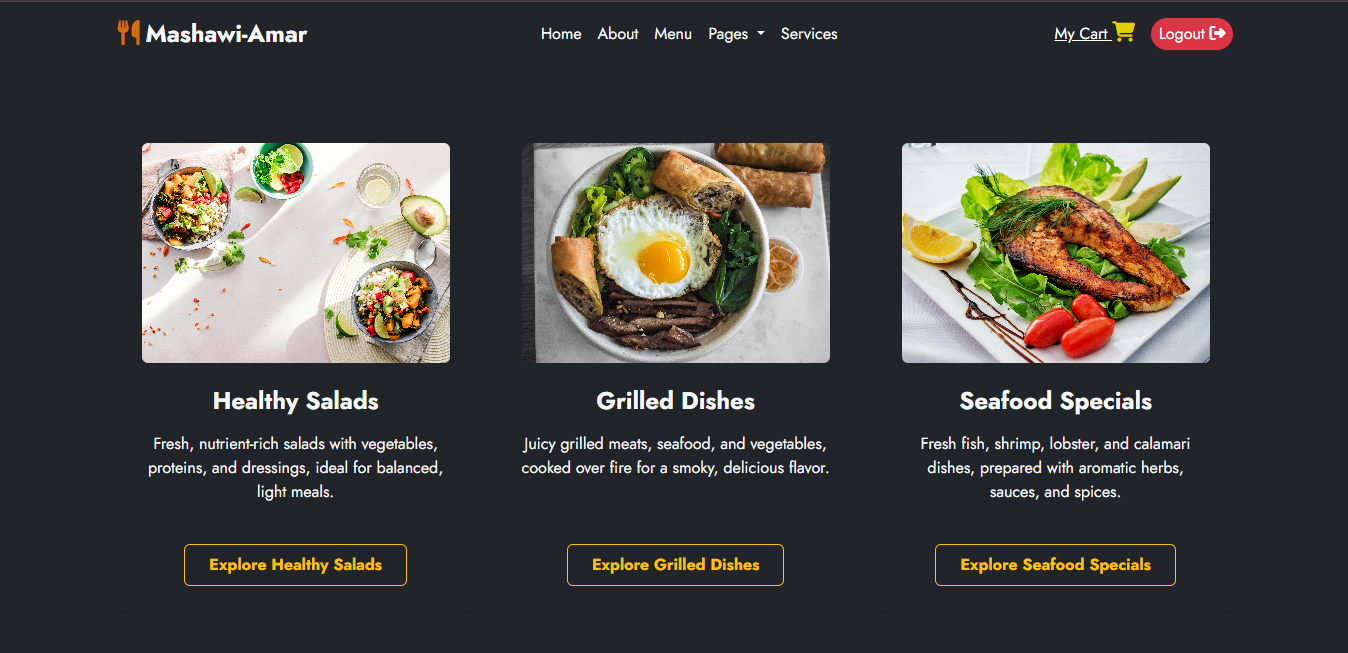 Mashawi-Amar
Home About Menu Pages Services
My Cart
Logout
Healthy Salads
Fresh, nutrient-rich salads with vegetables,
proteins, and dressings, ideal for balanced,
light meals.
Explore Healthy Salads
Grilled Dishes
Juicy grilled meats, seafood, and vegetables,
cooked over fire for a smoky, delicious flavor.
Explore Grilled Dishes
Seafood Specials
Fresh fish, shrimp, lobster, and calamari
dishes, prepared with aromatic herbs,
sauces, and spices.
Explore Seafood Specials